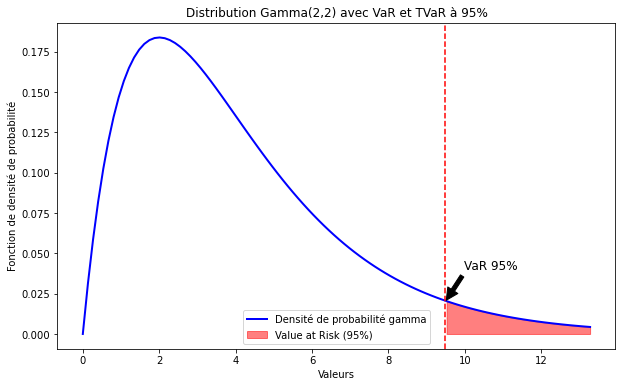 Distribution Gamma(2,2) avec VaR et TVaR à 95%
Fonction de densité de probabilité
0.175
0.150
0.125
0.100
0.075
0.050
0.025
0.000
VaR 95%
Densité de probabilité gamma
Value at Risk (95%)
0 2 4 6 8 10 12
Valeurs